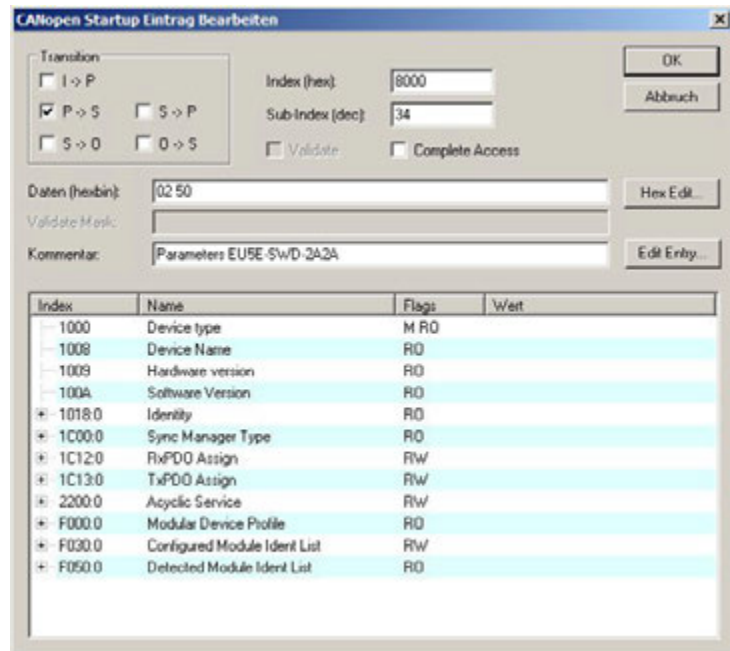 CANopen Startup Eintrag Bearbeiten
Transition
I -> P
P -> S
S -> P
S -> O
O -> S
Index (hex):
8000
Sub-Index (dec):
34
Validate
Complete Access
OK
Abbruch
Daten (hexbin):
02 50
Hex Edit...
Validate Mask:
Kommentar:
Parameters EU5E-SWD-2A2A
Edit Entry...
Index Name Flags Wert
1000 Device type M RO
1008 Device Name RO
1009 Hardware version RO
100A Software Version RO
1018:0 Identity RO
1C00:0 Sync Manager Type RO
1C12:0 RxPDO Assign RW
1C13:0 TxPDO Assign RW
2200:0 Acyclic Service RW
F000:0 Modular Device Profile RO
F030:0 Configured Module Ident List RW
F050:0 Detected Module Ident List RO